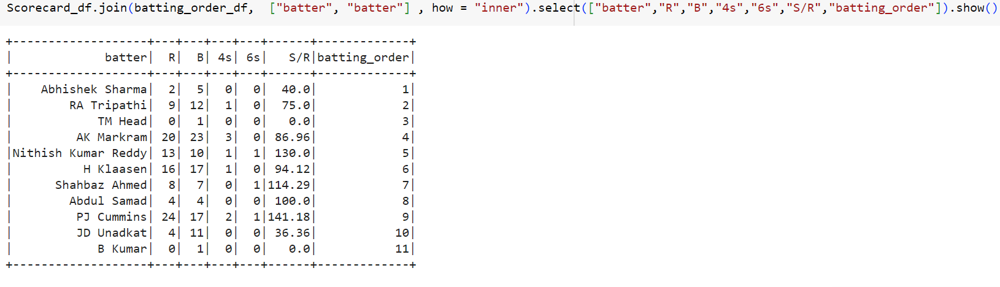 Scorecard_df.join(batting_order_df,  ["batter", "batter"] , how = "inner").select(["batter","R","B","4s","6s","S/R","batting_order"]).show()
+-------------------+---+---+---+---+------+-------------+
|             batter|  R|  B| 4s| 6s|   S/R|batting_order|
+-------------------+---+---+---+---+------+-------------+
|    Abhishek Sharma|  2|  5|  0|  0|  40.0|            1|
|        RA Tripathi|  9| 12|  1|  0|  75.0|            2|
|            TM Head|  0|  1|  0|  0|   0.0|            3|
|         AK Markram| 20| 23|  3|  0| 86.96|            4|
|Nithish Kumar Reddy| 13| 10|  1|  1| 130.0|            5|
|          H Klaasen| 16| 17|  1|  0| 94.12|            6|
|      Shahbaz Ahmed|  8|  7|  0|  1|114.29|            7|
|        Abdul Samad|  4|  4|  0|  0| 100.0|            8|
|         PJ Cummins| 24| 17|  2|  1|141.18|            9|
|         JD Unadkat|  4| 11|  0|  0| 36.36|           10|
|            B Kumar|  0|  1|  0|  0|   0.0|           11|
+-------------------+---+---+---+---+------+-------------+